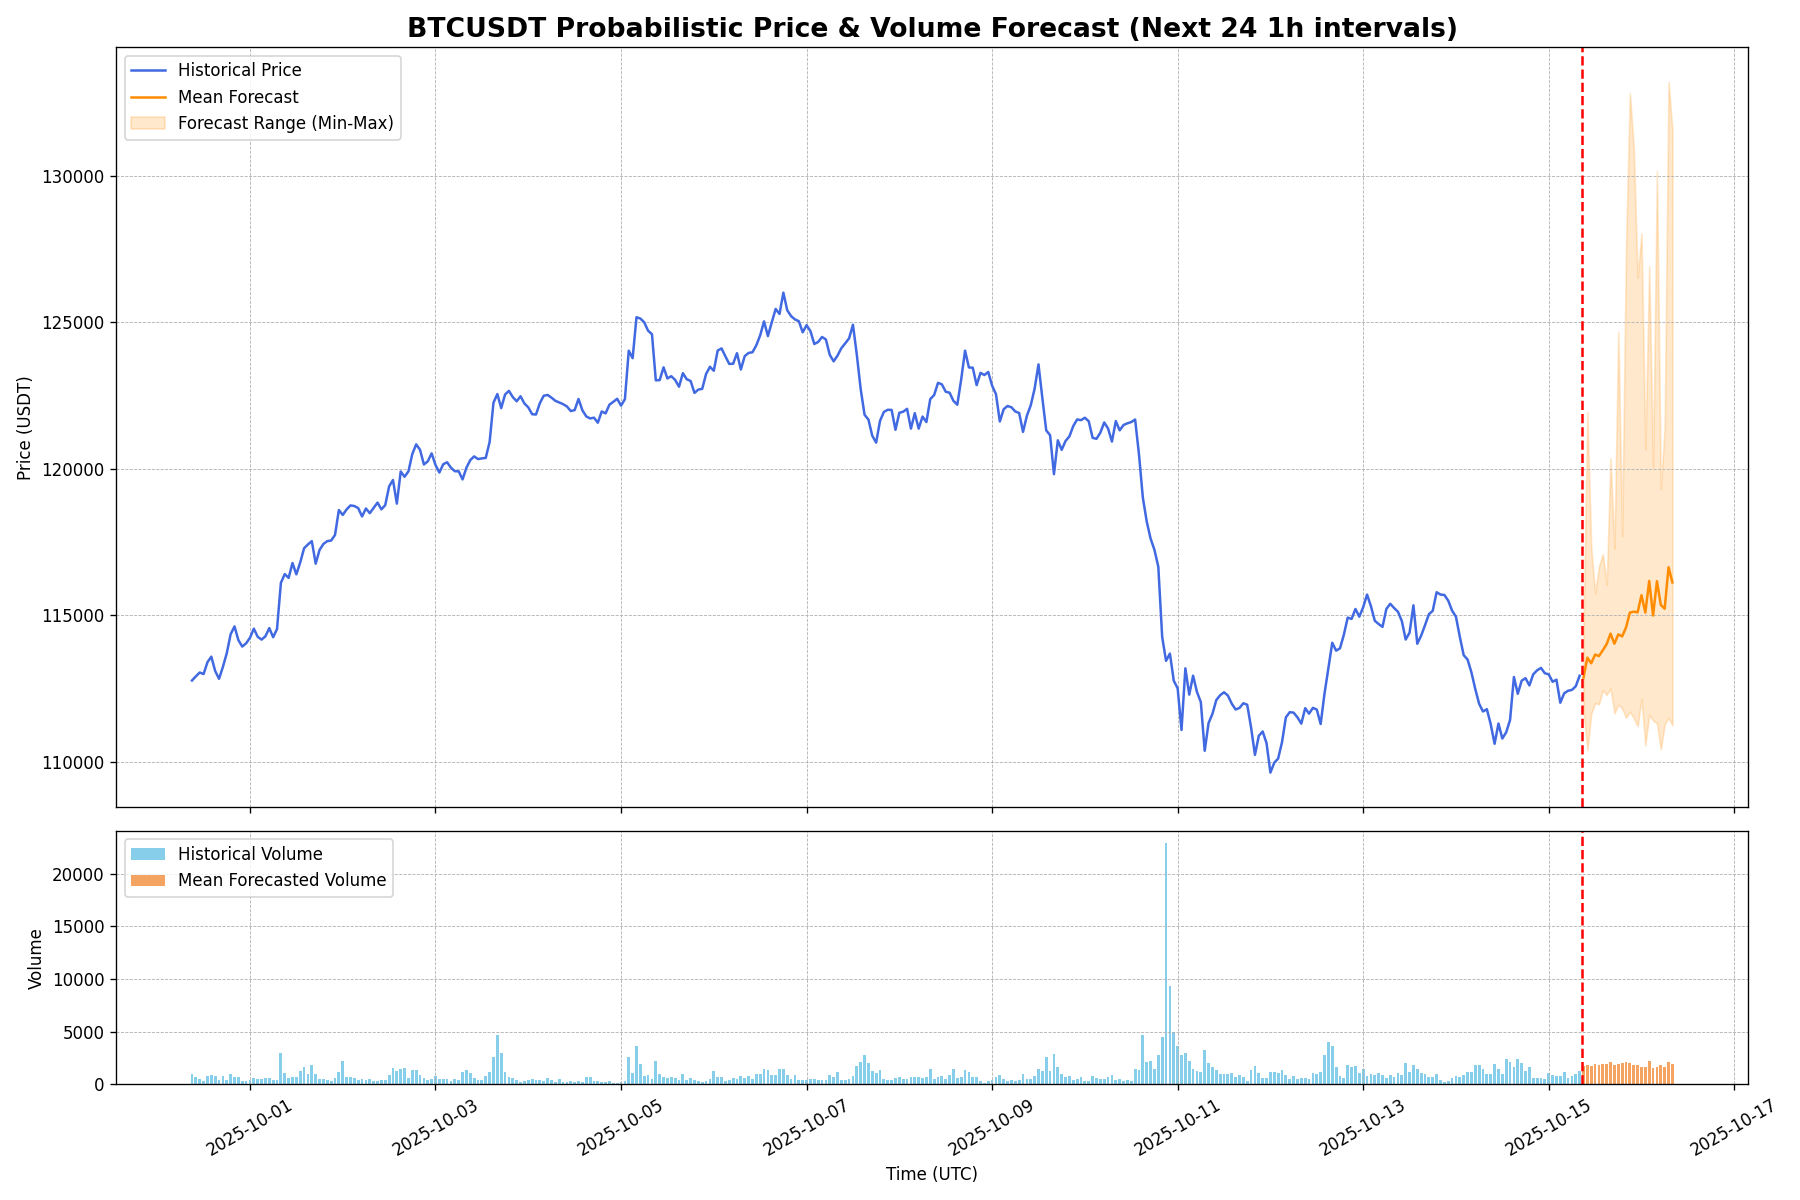 BTCUSDT Probabilistic Price & Volume Forecast (Next 24 1h intervals)
Historical Price
Mean Forecast
Forecast Range (Min-Max)
130000
125000
120000
115000
110000
Price (USDT)
Historical Volume
Mean Forecasted Volume
20000
15000
10000
5000
0
Volume
2025-10-01
2025-10-03
2025-10-05
2025-10-07
2025-10-09
2025-10-11
2025-10-13
2025-10-15
2025-10-17
Time (UTC)